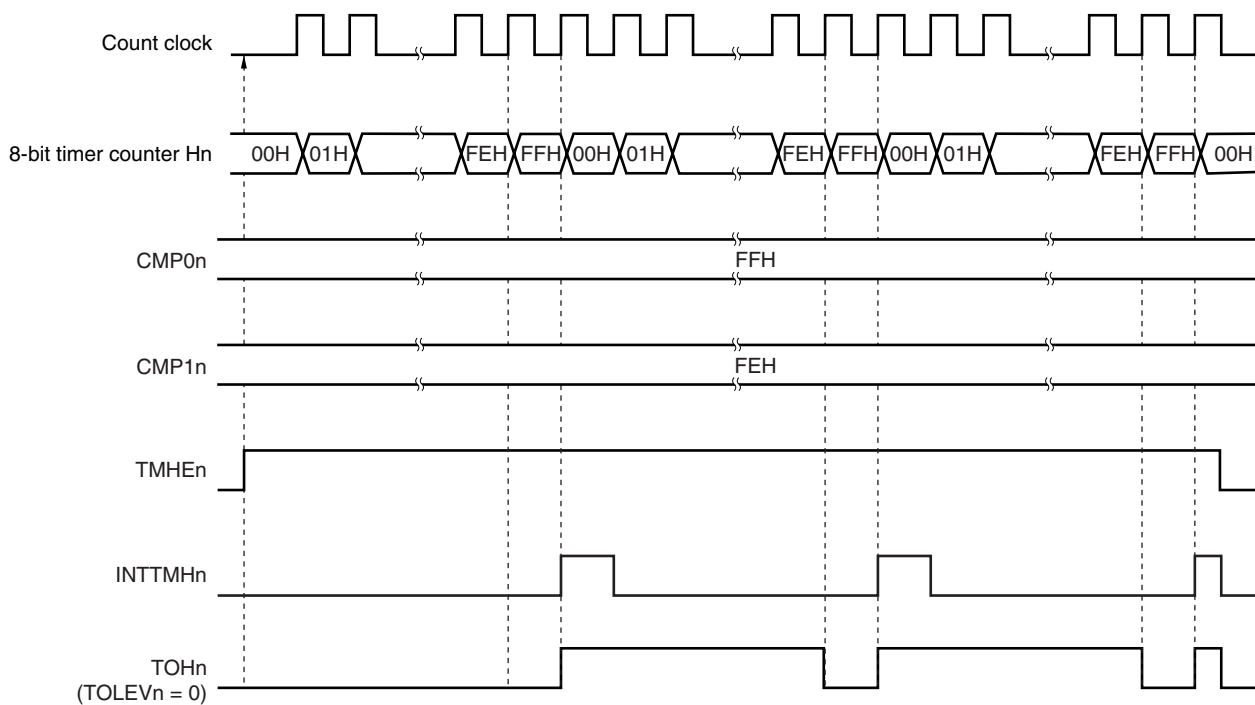 Count clock
8-bit timer counter Hn 00H 01H FEH FFH 00H 01H FEH FFH 00H 01H FEH FFH 00H
CMP0n FFH
CMP1n FEH
TMHEn
INTTMHn
TOHn
(TOLEVn = 0)